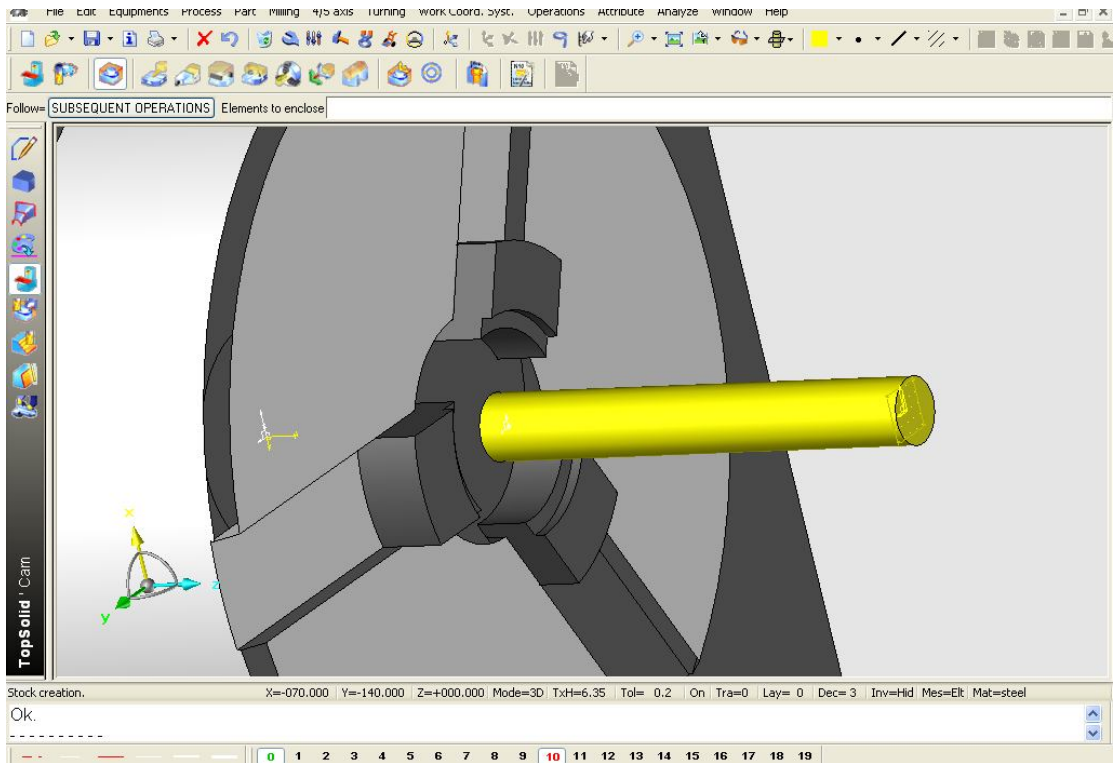 File Edit Equipments Process Part Milling 4/5 axis Turning Work Coord. Syst. Operations Attribute Analyze Window Help
Follow= SUBSEQUENT OPERATIONS Elements to enclose
x
z
y
TopSolid'Cam
Stock creation. X=-070.000 Y=-140.000 Z=+000.000 Mode=3D TxH=6.35 Tol= 0.2 On Tra=0 Lay= 0 Dec= 3 Inv=Hid Mes=Elt Mat=steel
Ok.
----------
0 1 2 3 4 5 6 7 8 9 10 11 12 13 14 15 16 17 18 19